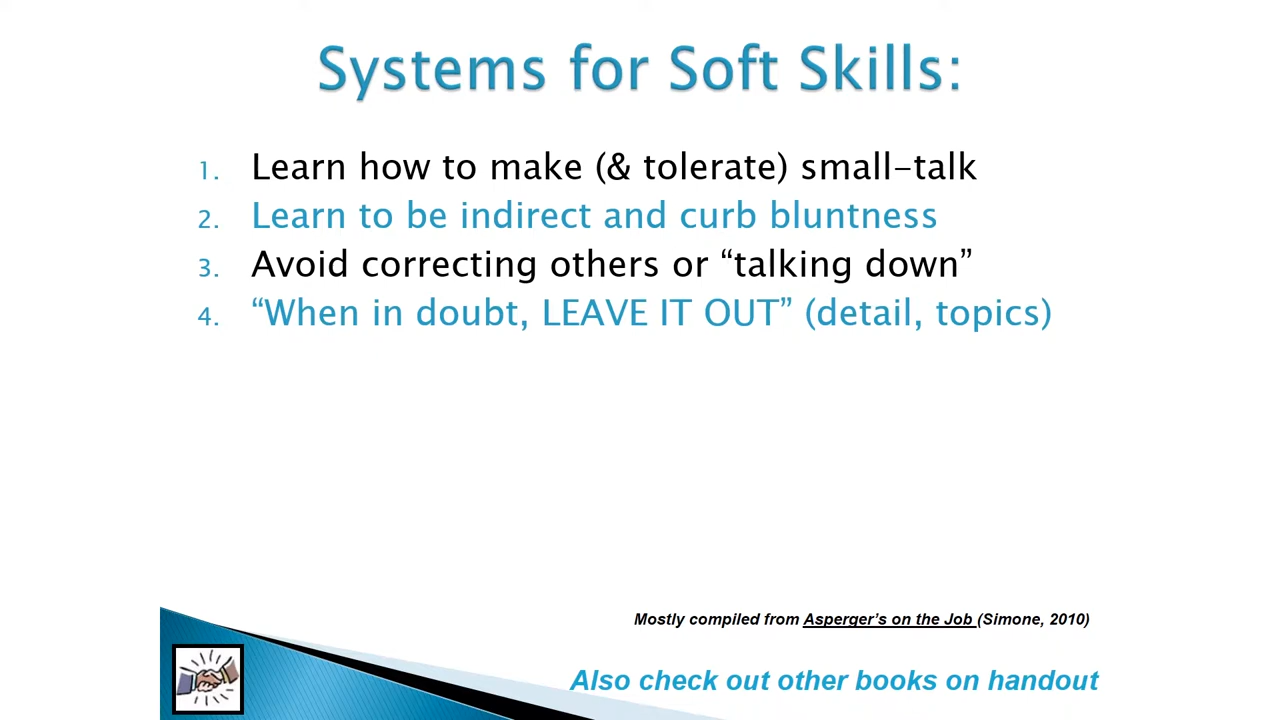 Systems for Soft Skills:
1. Learn how to make (& tolerate) small-talk
2. Learn to be indirect and curb bluntness
3. Avoid correcting others or “talking down”
4. “When in doubt, LEAVE IT OUT” (detail, topics)
Mostly compiled from Asperger’s on the Job (Simone, 2010)
Also check out other books on handout